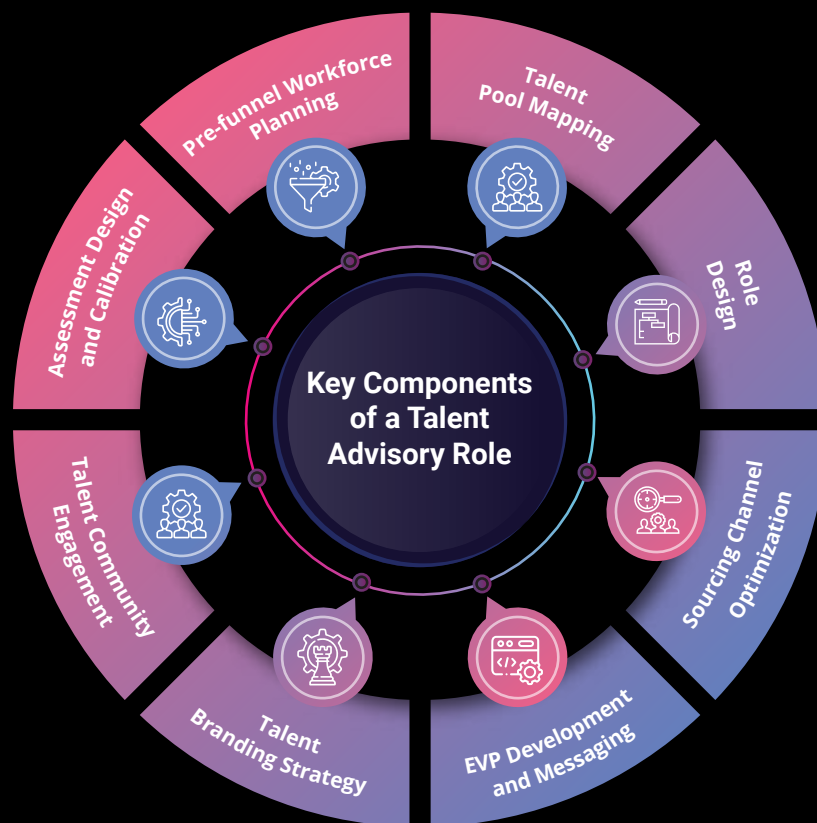 Key Components
of a Talent
Advisory Role
Pre-funnel Workforce
Planning
Talent
Pool Mapping
Role
Design
Sourcing Channel
Optimization
EVP Development
and Messaging
Talent
Branding Strategy
Talent Community
Engagement
Assessment Design
and Calibration